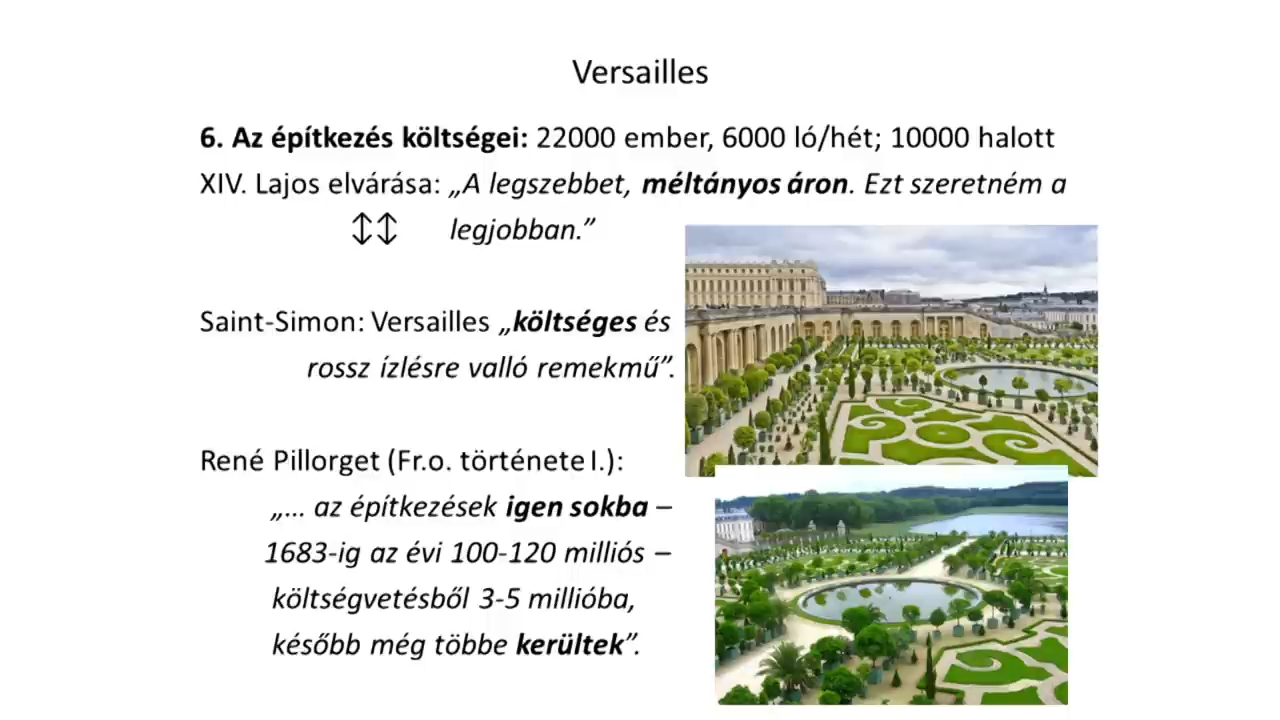 Versailles
6. Az építkezés költségei: 22000 ember, 6000 ló/hét; 10000 halott
XIV. Lajos elvárása: „A legszebbet, méltányos áron. Ezt szeretném a
↕↕ legjobban.”
Saint-Simon: Versailles „költséges és
rossz ízlésre valló remekmű”.
René Pillorget (Fr.o. története I.):
„… az építkezések igen sokba –
1683-ig az évi 100-120 milliós –
költségvetésből 3-5 millióba,
később még többe kerültek”.